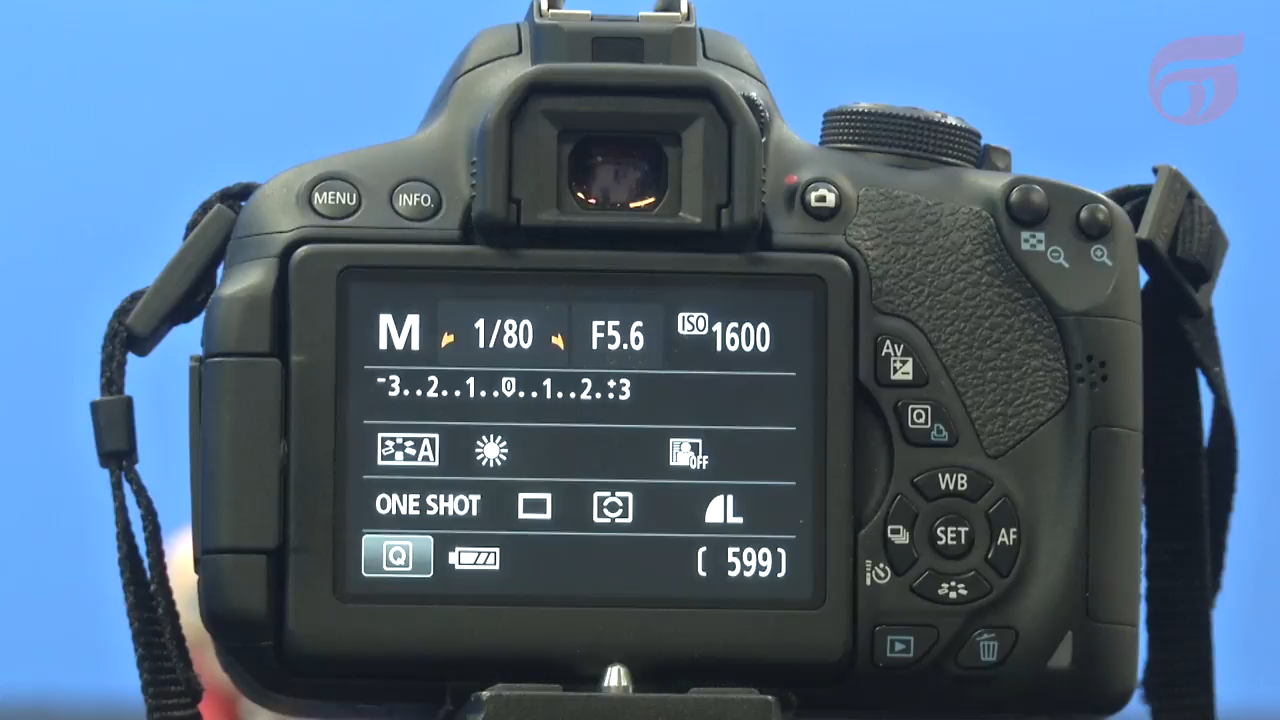 MENU
INFO.
M 1/80 F5.6 ISO 1600
-3..2..1..0..1..2.:+3
A OFF
ONE SHOT L
Q [ 599]
Av
Q
WB
SET
AF